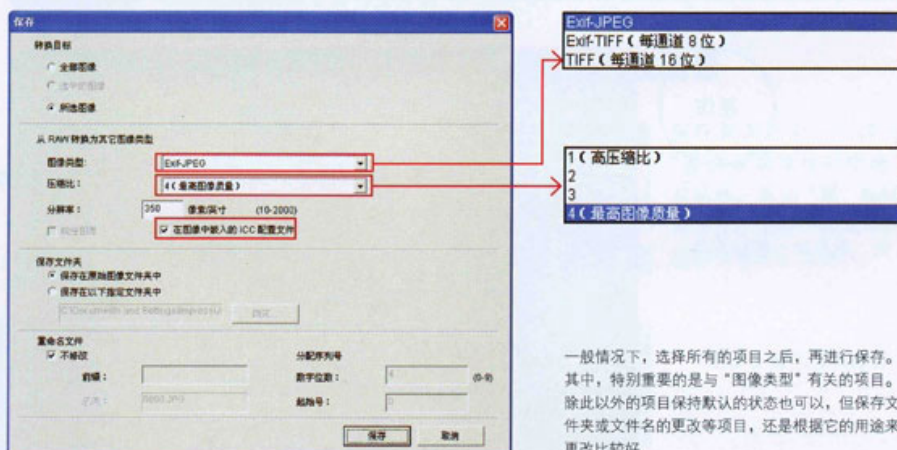 保存
转换目标
全部图像
选中的图像
所选图像
从 RAW 转换为其它图像类型
图像类型: Exif-JPEG
压缩比: 4(最高图像质量)
分辨率: 350 像素/英寸 (10-2000)
在图像中嵌入的 ICC 配置文件
保存文件夹
保存在原始图像文件夹中
保存在以下指定文件夹中
重命名文件
不修改
前缀:
分配序列号
数字位数: 4 (0-9)
起始号: 0
保存 取消
Exif-JPEG
Exif-TIFF(每通道 8 位)
TIFF(每通道 16 位)
1(高压缩比)
2
3
4(最高图像质量)
一般情况下，选择所有的项目之后，再进行保存。
其中，特别重要的是与“图像类型”有关的项目。
除此以外的项目保持默认的状态也可以，但保存文
件夹或文件名的更改等项目，还是根据它的用途来
更改比较好